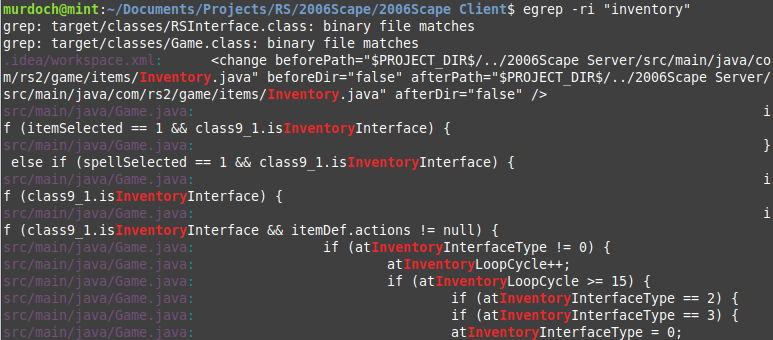 murdoch@mint:~/Documents/Projects/RS/2006Scape/2006Scape Client$ egrep -ri "inventory"
grep: target/classes/RSInterface.class: binary file matches
grep: target/classes/Game.class: binary file matches
.idea/workspace.xml:      <change beforePath="$PROJECT_DIR$/../2006Scape Server/src/main/java/co
m/rs2/game/items/Inventory.java" beforeDir="false" afterPath="$PROJECT_DIR$/../2006Scape Server/
src/main/java/com/rs2/game/items/Inventory.java" afterDir="false" />
src/main/java/Game.java: i
f (itemSelected == 1 && class9_1.isInventoryInterface) {
src/main/java/Game.java: }
 else if (spellSelected == 1 && class9_1.isInventoryInterface) {
src/main/java/Game.java: i
f (class9_1.isInventoryInterface) {
src/main/java/Game.java: i
f (class9_1.isInventoryInterface && itemDef.actions != null) {
src/main/java/Game.java: if (atInventoryInterfaceType != 0) {
src/main/java/Game.java: atInventoryLoopCycle++;
src/main/java/Game.java: if (atInventoryLoopCycle >= 15) {
src/main/java/Game.java: if (atInventoryInterfaceType == 2) {
src/main/java/Game.java: if (atInventoryInterfaceType == 3) {
src/main/java/Game.java: atInventoryInterfaceType = 0;